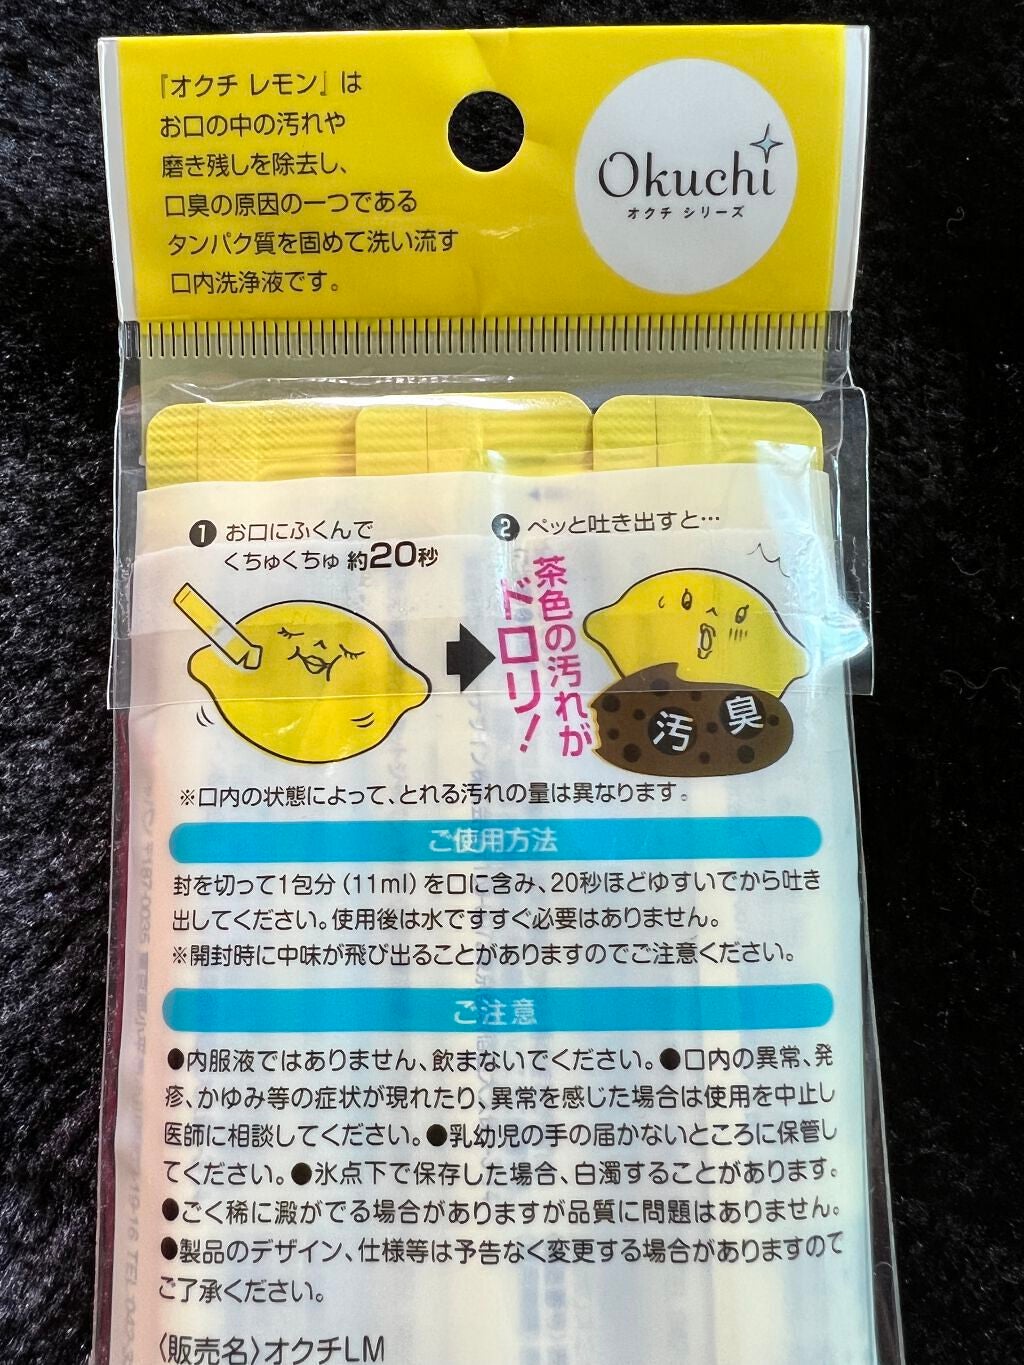 『オクチ レモン』は
お口の中の汚れや
磨き残しを除去し、
口臭の原因の一つである
タンパク質を固めて洗い流す
口内洗浄液です。
Okuchi
オクチ シリーズ
❶ お口にふくんで
くちゅくちゅ 約20秒
❷ ペッと吐き出すと…
茶色の汚れが
ドロリ!
汚 臭
※口内の状態によって、とれる汚れの量は異なります。
ご使用方法
封を切って1包分（11ml）を口に含み、20秒ほどゆすいでから吐き
出してください。使用後は水ですすぐ必要はありません。
※開封時に中味が飛び出ることがありますのでご注意ください。
ご注意
●内服液ではありません、飲まないでください。●口内の異常、発
疹、かゆみ等の症状が現れたり、異常を感じた場合は使用を中止し
医師に相談してください。●乳幼児の手の届かないところに保管し
てください。●氷点下で保存した場合、白濁することがあります。
●ごく稀に澱がでる場合がありますが品質に問題はありません。
●製品のデザイン、仕様等は予告なく変更する場合がありますので
ご了承ください。
〈販売名〉オクチLM